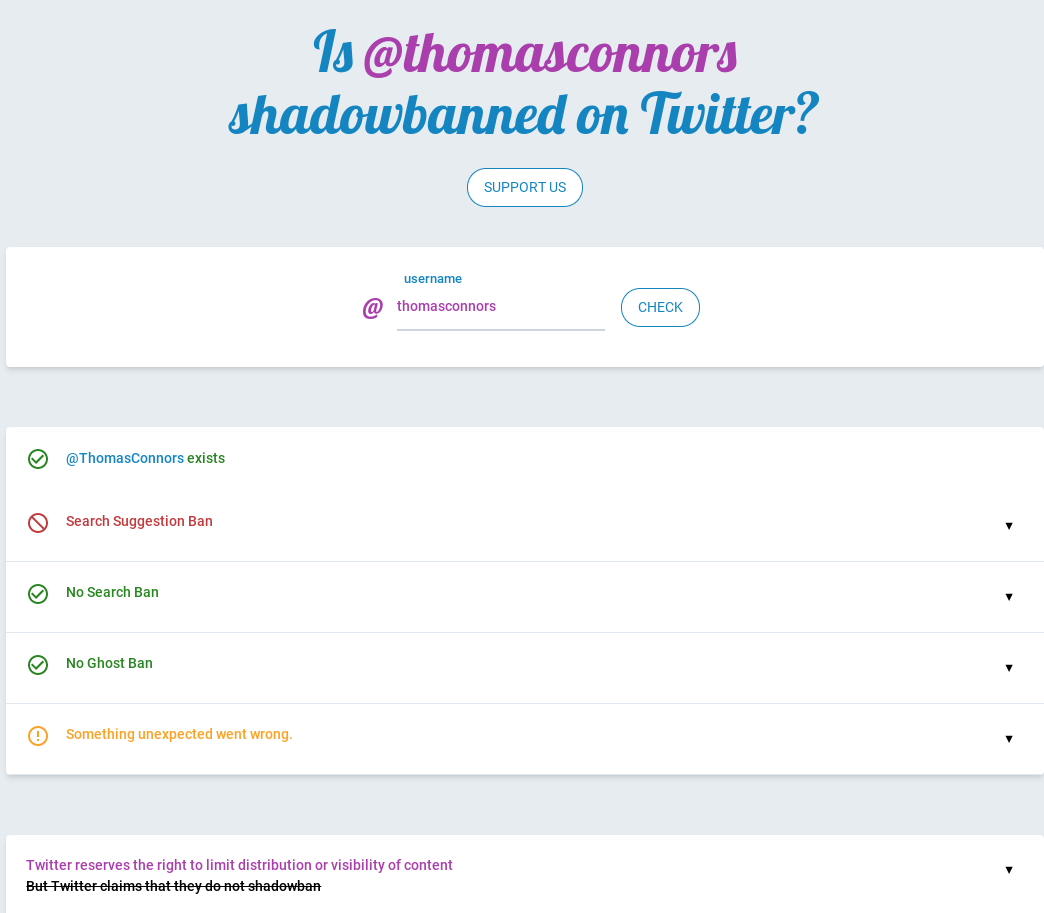 Is @thomasconnors
shadowbanned on Twitter?
SUPPORT US
username
@ thomasconnors CHECK
@ThomasConnors exists
Search Suggestion Ban
No Search Ban
No Ghost Ban
Something unexpected went wrong.
Twitter reserves the right to limit distribution or visibility of content
But Twitter claims that they do not shadowban